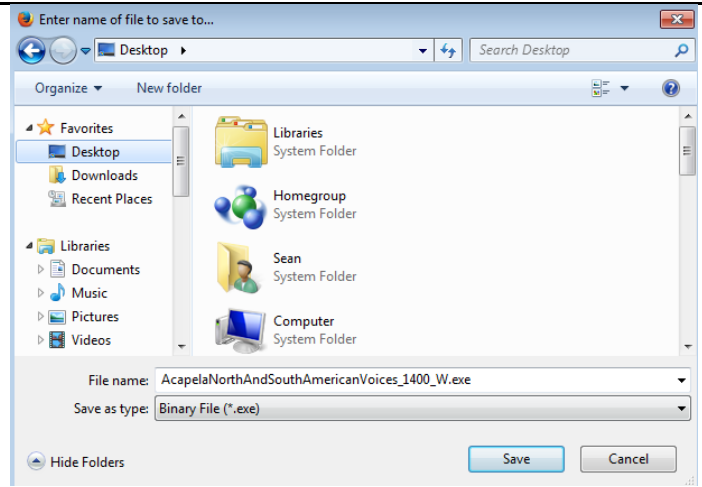 Enter name of file to save to...
Desktop
Search Desktop
Organize
New folder
Favorites
Desktop
Downloads
Recent Places
Libraries
Documents
Music
Pictures
Videos
Libraries
System Folder
Homegroup
System Folder
Sean
System Folder
Computer
System Folder
File name: AcapelaNorthAndSouthAmericanVoices_1400_W.exe
Save as type: Binary File (*.exe)
Hide Folders
Save
Cancel